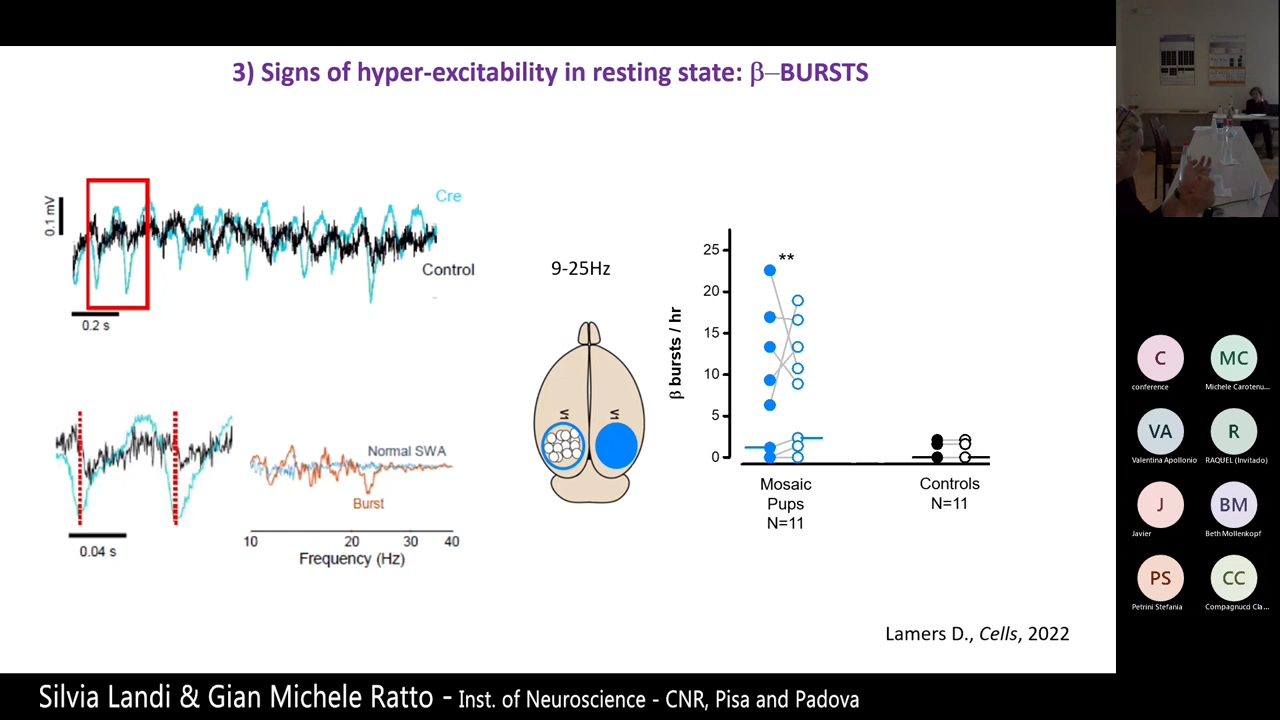 3) Signs of hyper-excitability in resting state: β–BURSTS
0.1 mV
Cre
Control
0.2 s
0.04 s
Normal SWA
Burst
10 20 30 40
Frequency (Hz)
9-25Hz
V1 V1
β bursts / hr
25
20
15
10
5
0
**
Mosaic
Pups
N=11
Controls
N=11
Lamers D., Cells, 2022
Silvia Landi & Gian Michele Ratto - Inst. of Neuroscience - CNR, Pisa and Padova
C MC
conference Michele Carotenu...
VA R
Valentina Apollonio RAQUEL (Invitado)
J BM
Javier Beth Mollenkopf
PS CC
Petrini Stefania Compagnucci Cla...